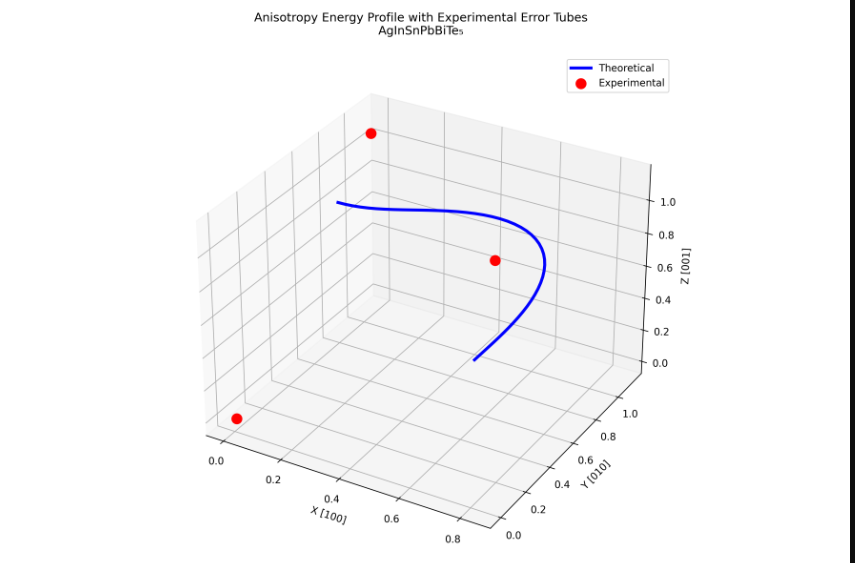 Anisotropy Energy Profile with Experimental Error Tubes
AgInSnPbBiTe₅
Theoretical
Experimental
1.0
0.8
0.6
0.4
0.2
0.0
Z [001]
1.0
0.8
0.6
0.4
0.2
0.0
Y [010]
0.0
0.2
0.4
0.6
0.8
X [100]